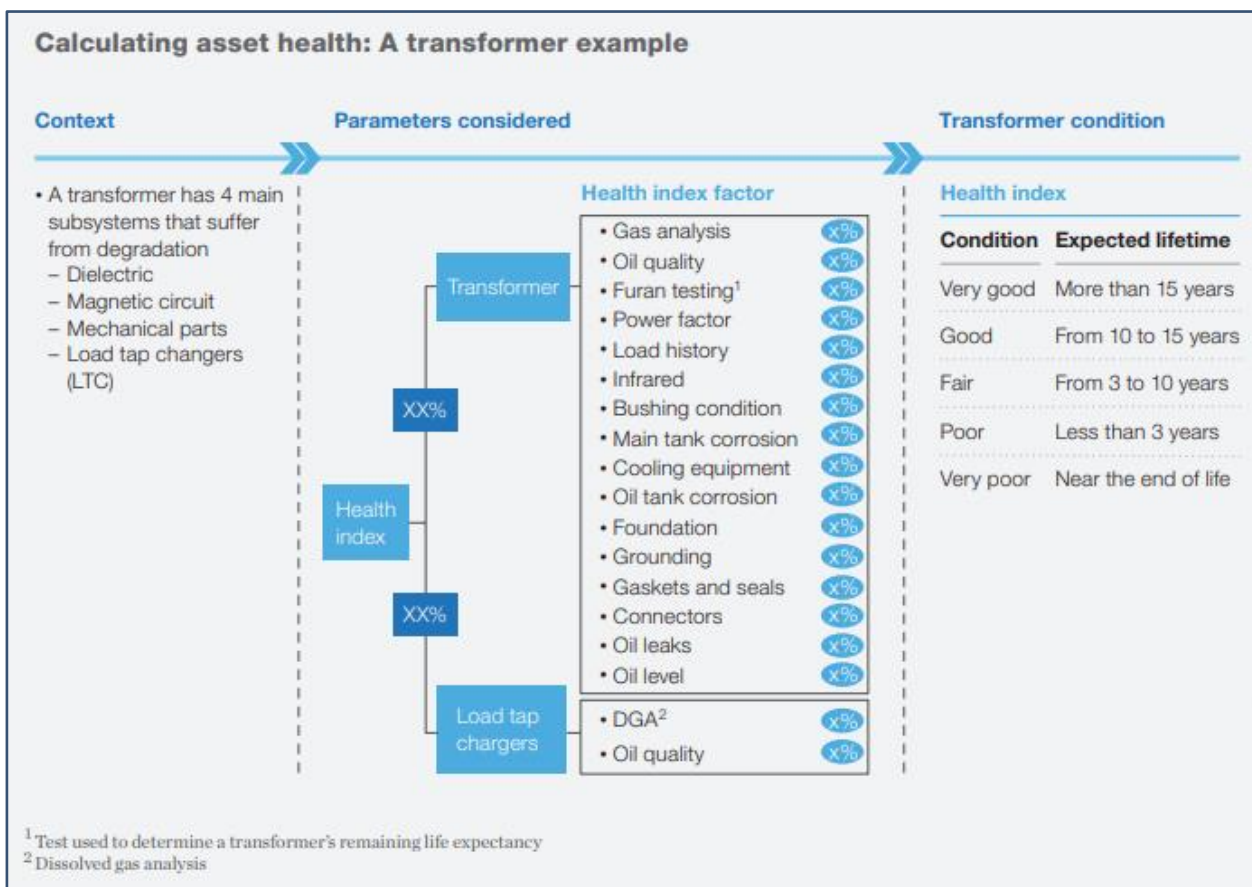 Calculating asset health: A transformer example
Context
Parameters considered
Transformer condition
• A transformer has 4 main
subsystems that suffer
from degradation
– Dielectric
– Magnetic circuit
– Mechanical parts
– Load tap changers
(LTC)
Health index
XX%
XX%
Transformer
Load tap
chargers
Health index factor
• Gas analysis x%
• Oil quality x%
• Furan testing¹ x%
• Power factor x%
• Load history x%
• Infrared x%
• Bushing condition x%
• Main tank corrosion x%
• Cooling equipment x%
• Oil tank corrosion x%
• Foundation x%
• Grounding x%
• Gaskets and seals x%
• Connectors x%
• Oil leaks x%
• Oil level x%
• DGA² x%
• Oil quality x%
Health index
Condition Expected lifetime
Very good More than 15 years
Good From 10 to 15 years
Fair From 3 to 10 years
Poor Less than 3 years
Very poor Near the end of life
¹ Test used to determine a transformer's remaining life expectancy
² Dissolved gas analysis